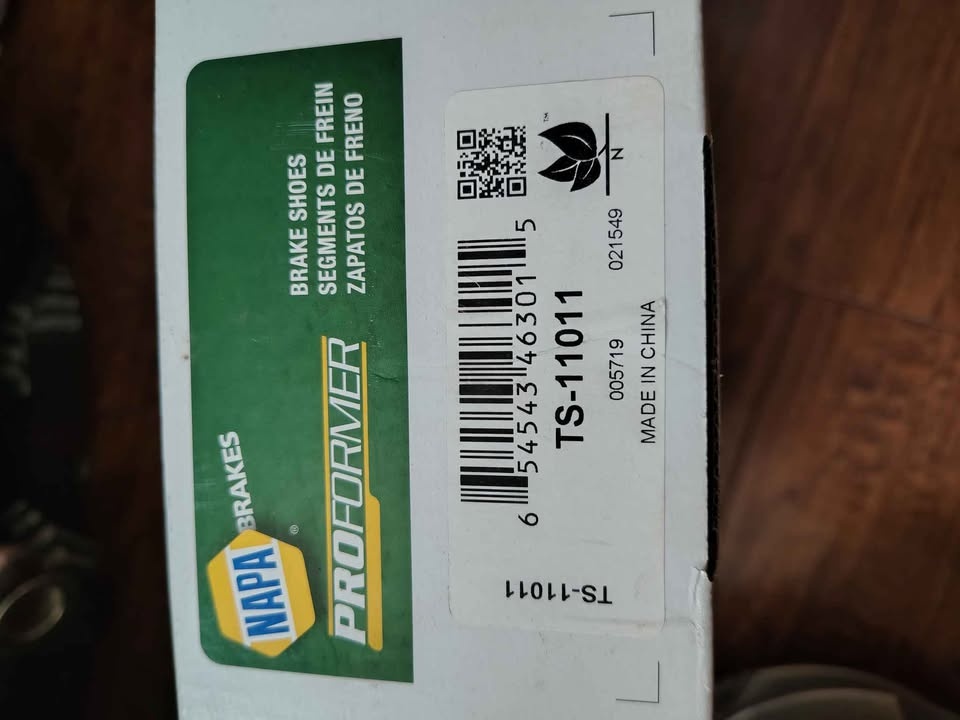 NAPA BRAKES
®
PROFORMER
BRAKE SHOES
SEGMENTS DE FREIN
ZAPATOS DE FRENO
TS-11011
6 54543 46301 5
TS-11011
005719 021549
MADE IN CHINA
N
™